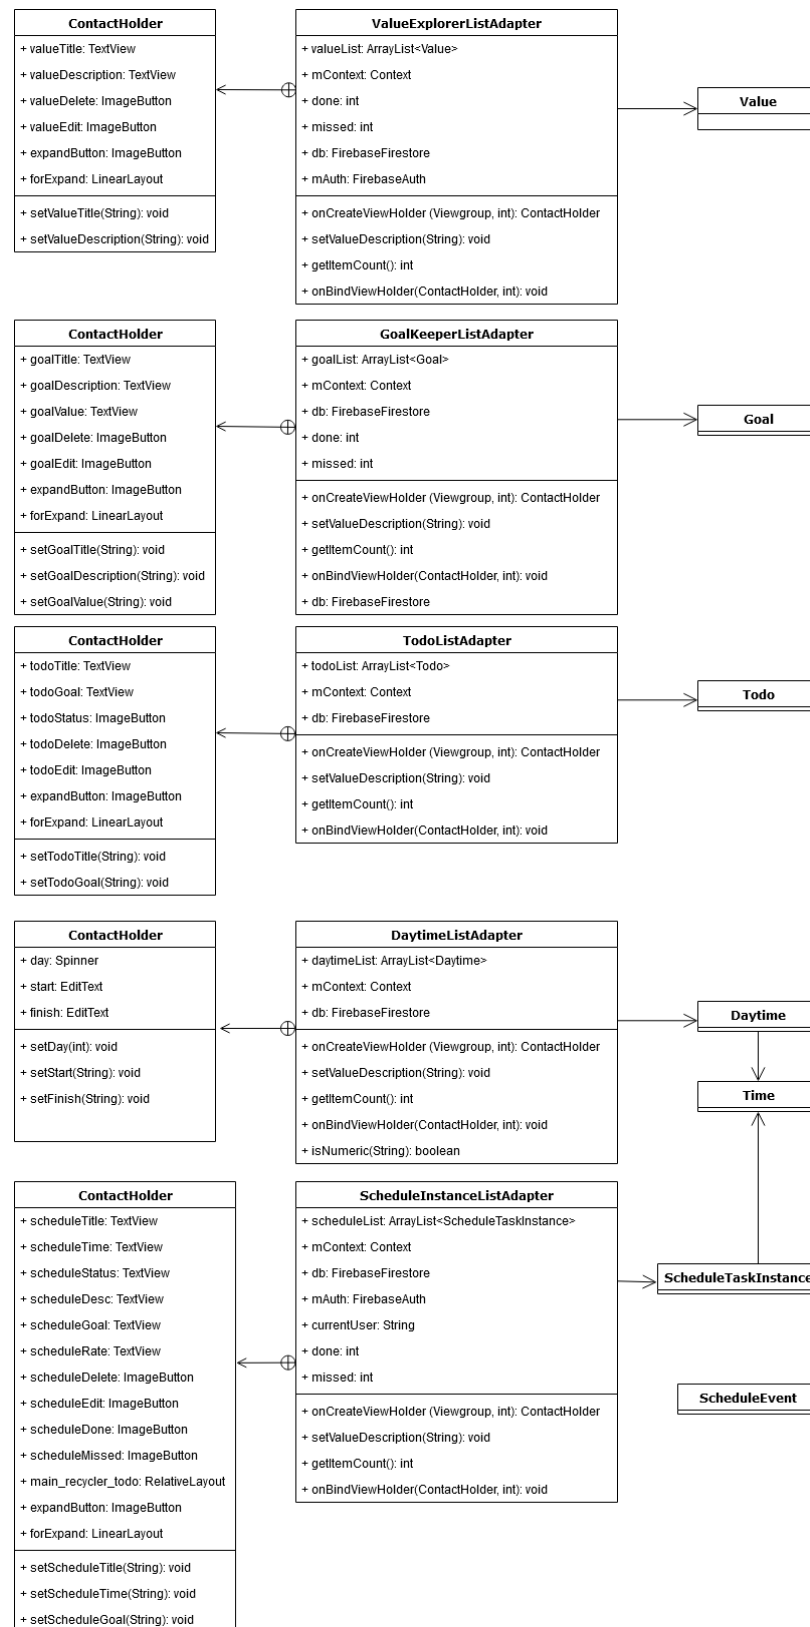 ContactHolder
+ valueTitle: TextView
+ valueDescription: TextView
+ valueDelete: ImageButton
+ valueEdit: ImageButton
+ expandButton: ImageButton
+ forExpand: LinearLayout
+ setValueTitle(String): void
+ setValueDescription(String): void
ValueExplorerListAdapter
+ valueList: ArrayList<Value>
+ mContext: Context
+ done: int
+ missed: int
+ db: FirebaseFirestore
+ mAuth: FirebaseAuth
+ onCreateViewHolder (Viewgroup, int): ContactHolder
+ setValueDescription(String): void
+ getItemCount(): int
+ onBindViewHolder(ContactHolder, int): void
Value
ContactHolder
+ goalTitle: TextView
+ goalDescription: TextView
+ goalValue: TextView
+ goalDelete: ImageButton
+ goalEdit: ImageButton
+ expandButton: ImageButton
+ forExpand: LinearLayout
+ setGoalTitle(String): void
+ setGoalDescription(String): void
+ setGoalValue(String): void
GoalKeeperListAdapter
+ goalList: ArrayList<Goal>
+ mContext: Context
+ db: FirebaseFirestore
+ done: int
+ missed: int
+ onCreateViewHolder (Viewgroup, int): ContactHolder
+ setValueDescription(String): void
+ getItemCount(): int
+ onBindViewHolder(ContactHolder, int): void
+ db: FirebaseFirestore
Goal
ContactHolder
+ todoTitle: TextView
+ todoGoal: TextView
+ todoStatus: ImageButton
+ todoDelete: ImageButton
+ todoEdit: ImageButton
+ expandButton: ImageButton
+ forExpand: LinearLayout
+ setTodoTitle(String): void
+ setTodoGoal(String): void
TodoListAdapter
+ todoList: ArrayList<Todo>
+ mContext: Context
+ db: FirebaseFirestore
+ onCreateViewHolder (Viewgroup, int): ContactHolder
+ setValueDescription(String): void
+ getItemCount(): int
+ onBindViewHolder(ContactHolder, int): void
Todo
ContactHolder
+ day: Spinner
+ start: EditText
+ finish: EditText
+ setDay(int): void
+ setStart(String): void
+ setFinish(String): void
DaytimeListAdapter
+ daytimeList: ArrayList<Daytime>
+ mContext: Context
+ db: FirebaseFirestore
+ onCreateViewHolder (Viewgroup, int): ContactHolder
+ setValueDescription(String): void
+ getItemCount(): int
+ onBindViewHolder(ContactHolder, int): void
+ isNumeric(String): boolean
Daytime
Time
ContactHolder
+ scheduleTitle: TextView
+ scheduleTime: TextView
+ scheduleStatus: TextView
+ scheduleDesc: TextView
+ scheduleGoal: TextView
+ scheduleRate: TextView
+ scheduleDelete: ImageButton
+ scheduleEdit: ImageButton
+ scheduleDone: ImageButton
+ scheduleMissed: ImageButton
+ main_recycler_todo: RelativeLayout
+ expandButton: ImageButton
+ forExpand: LinearLayout
+ setScheduleTitle(String): void
+ setScheduleTime(String): void
+ setScheduleGoal(String): void
ScheduleInstanceListAdapter
+ scheduleList: ArrayList<ScheduleTaskInstance>
+ mContext: Context
+ db: FirebaseFirestore
+ mAuth: FirebaseAuth
+ currentUser: String
+ done: int
+ missed: int
+ onCreateViewHolder (Viewgroup, int): ContactHolder
+ setValueDescription(String): void
+ getItemCount(): int
+ onBindViewHolder(ContactHolder, int): void
ScheduleTaskInstance
ScheduleEvent